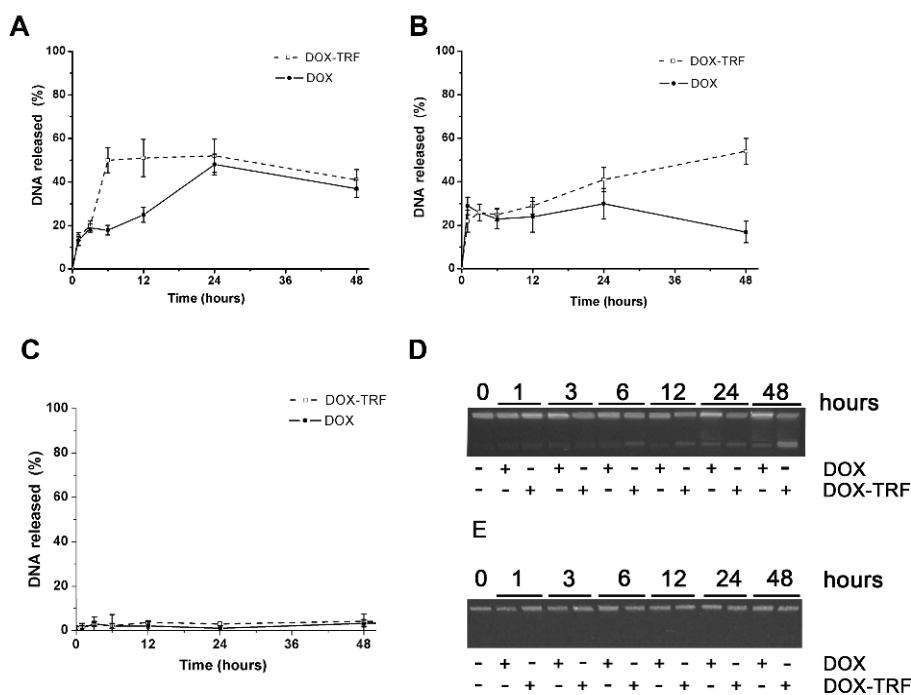 A
DNA released (%)
100
80
60
40
20
0
0 12 24 36 48
Time (hours)
DOX-TRF
DOX
B
DNA released (%)
100
80
60
40
20
0
0 12 24 36 48
Time (hours)
DOX-TRF
DOX
C
DNA released (%)
100
80
60
40
20
0
0 12 24 36 48
Time (hours)
DOX-TRF
DOX
D
0 1 3 6 12 24 48 hours
- + - + - + - + - + - + - DOX
- - + - + - + - + - + - + DOX-TRF
E
0 1 3 6 12 24 48 hours
- + - + - + - + - + - + - DOX
- - + - + - + - + - + - + DOX-TRF